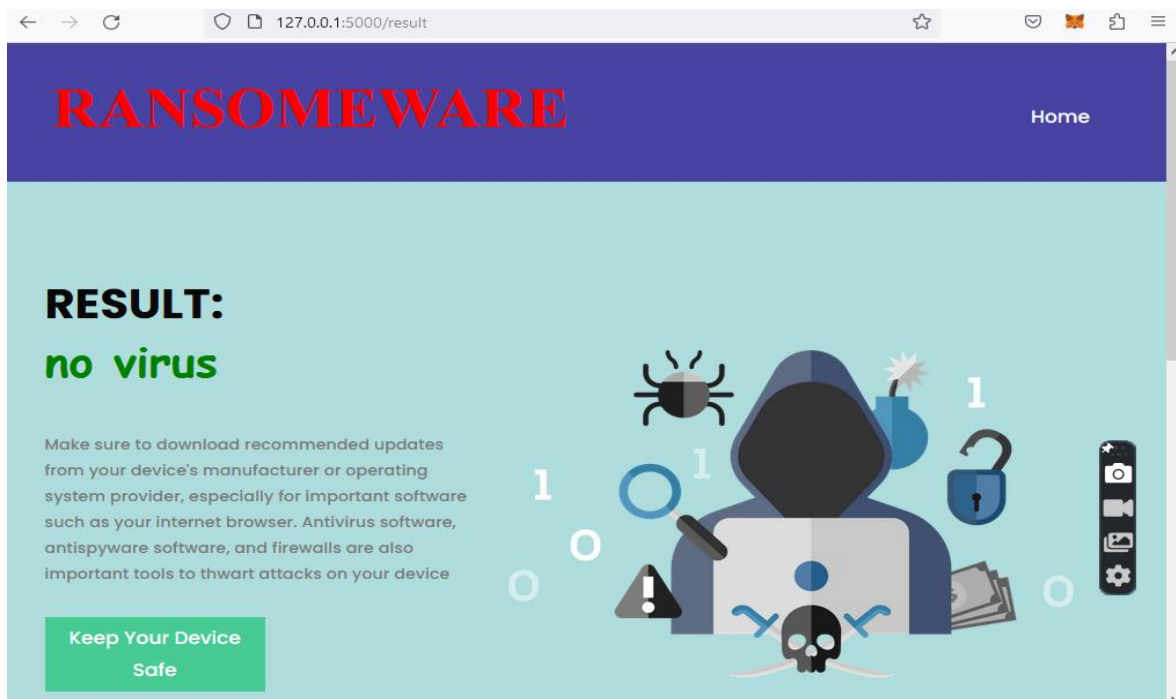 127.0.0.1:5000/result
RANSOMEWARE
Home
RESULT:
no virus
Make sure to download recommended updates
from your device's manufacturer or operating
system provider, especially for important software
such as your internet browser. Antivirus software,
antispyware software, and firewalls are also
important tools to thwart attacks on your device
Keep Your Device
Safe
1
1
1
0
0
0
!